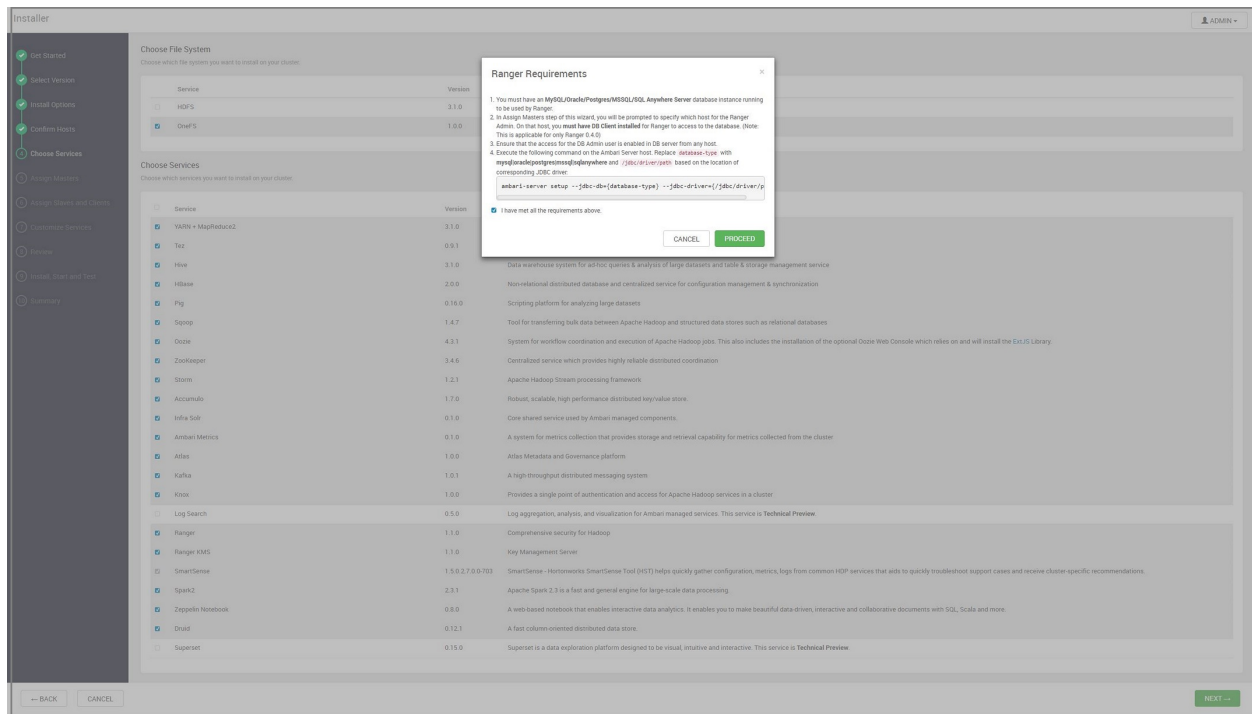 Installer
ADMIN
Get Started
Select Version
Install Options
Confirm Hosts
4 Choose Services
5 Assign Masters
6 Assign Slaves and Clients
7 Customize Services
8 Review
9 Install, Start and Test
10 Summary
Choose File System
Choose which file system you want to install on your cluster.
Service Version
HDFS 3.1.0
OneFS 1.0.0
Choose Services
Choose which services you want to install on your cluster.
Service Version
YARN + MapReduce2 3.1.0
Tez 0.9.1
Hive 3.1.0 Data warehouse system for ad-hoc queries & analysis of large datasets and table & storage management service
HBase 2.0.0 Non-relational distributed database and centralized service for configuration management & synchronization
Pig 0.16.0 Scripting platform for analyzing large datasets
Sqoop 1.4.7 Tool for transferring bulk data between Apache Hadoop and structured data stores such as relational databases
Oozie 4.3.1 System for workflow coordination and execution of Apache Hadoop jobs. This also includes the installation of the optional Oozie Web Console which relies on and will install the ExtJS Library.
ZooKeeper 3.4.6 Centralized service which provides highly reliable distributed coordination
Storm 1.2.1 Apache Hadoop Stream processing framework
Accumulo 1.7.0 Robust, scalable, high performance distributed key/value store.
Infra Solr 0.1.0 Core shared service used by Ambari managed components.
Ambari Metrics 0.1.0 A system for metrics collection that provides storage and retrieval capability for metrics collected from the cluster
Atlas 1.0.0 Atlas Metadata and Governance platform
Kafka 1.0.1 A high-throughput distributed messaging system
Knox 1.0.0 Provides a single point of authentication and access for Apache Hadoop services in a cluster
Log Search 0.5.0 Log aggregation, analysis, and visualization for Ambari managed services. This service is Technical Preview.
Ranger 1.1.0 Comprehensive security for Hadoop
Ranger KMS 1.1.0 Key Management Server
SmartSense 1.5.0.2.7.0.0-703 SmartSense - Hortonworks SmartSense Tool (HST) helps quickly gather configuration, metrics, logs from common HDP services that aids to quickly troubleshoot support cases and receive cluster-specific recommendations.
Spark2 2.3.1 Apache Spark 2.3 is a fast and general engine for large-scale data processing.
Zeppelin Notebook 0.8.0 A web-based notebook that enables interactive data analytics. It enables you to make beautiful data-driven, interactive and collaborative documents with SQL, Scala and more.
Druid 0.12.1 A fast column-oriented distributed data store.
Superset 0.15.0 Superset is a data exploration platform designed to be visual, intuitive and interactive. This service is Technical Preview.
Ranger Requirements ×
1. You must have an MySQL/Oracle/Postgres/MSSQL/SQL Anywhere Server database instance running
to be used by Ranger.
2. In Assign Masters step of this wizard, you will be prompted to specify which host for the Ranger
Admin. On that host, you must have DB Client installed for Ranger to access to the database. (Note:
This is applicable for only Ranger 0.4.0)
3. Ensure that the access for the DB Admin user is enabled in DB server from any host.
4. Execute the following command on the Ambari Server host. Replace database-type with
mysql|oracle|postgres|mssql|sqlanywhere and /jdbc/driver/path based on the location of
corresponding JDBC driver:
ambari-server setup --jdbc-db={database-type} --jdbc-driver={/jdbc/driver/p
I have met all the requirements above.
CANCEL PROCEED
← BACK CANCEL NEXT →